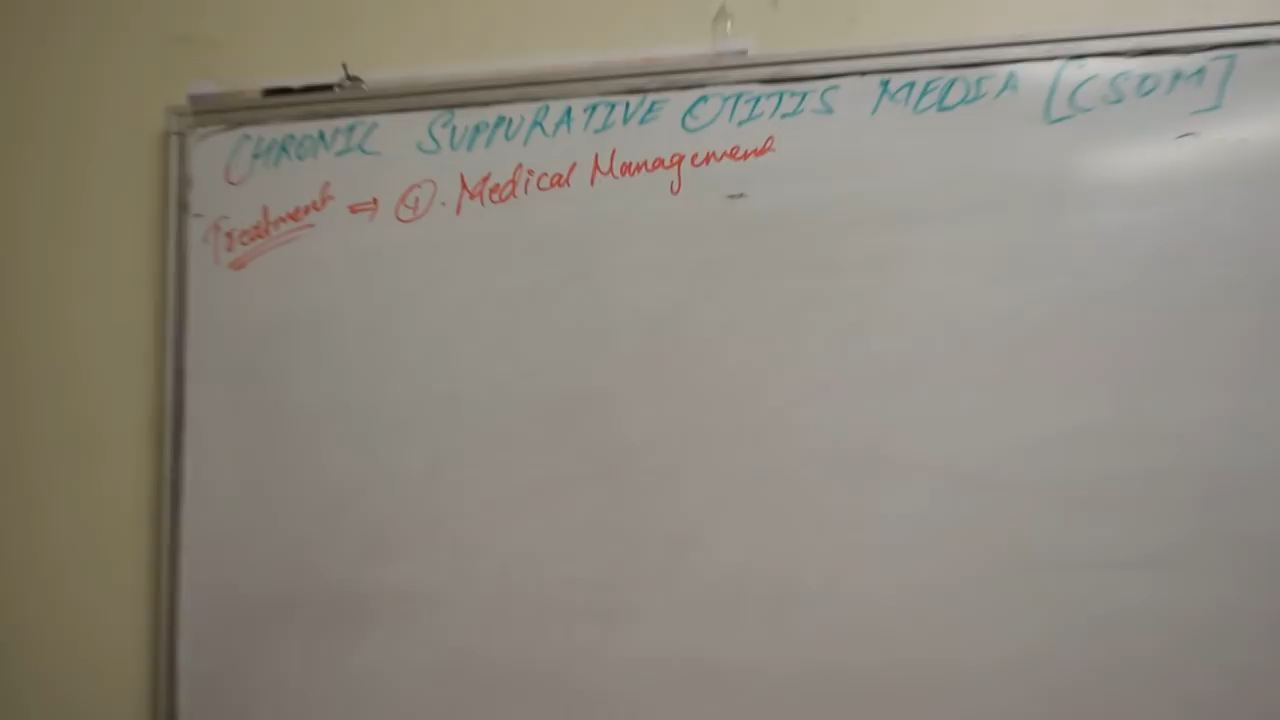 CHRONIC SUPPURATIVE OTITIS MEDIA [CSOM]
Treatment ⇒ ①. Medical Management